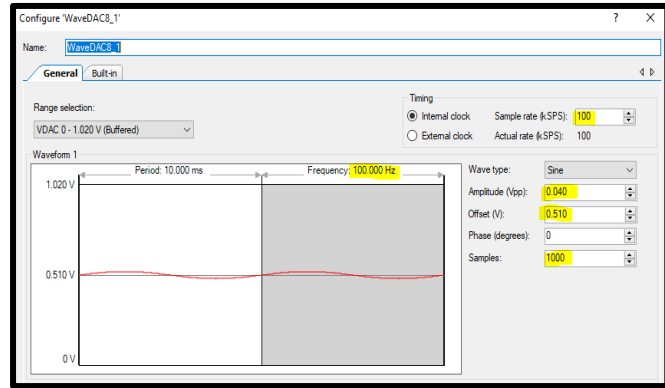 Configure 'WaveDAC8_1'
? X
Name: WaveDAC8_1
General Built-in
Range selection:
VDAC 0 - 1.020 V (Buffered)
Timing
Internal clock Sample rate (kSPS): 100
External clock Actual rate (kSPS): 100
Waveform 1
Period: 10.000 ms Frequency: 100.000 Hz
1.020 V
0.510 V
0 V
Wave type: Sine
Amplitude (Vpp): 0.040
Offset (V): 0.510
Phase (degrees): 0
Samples: 1000